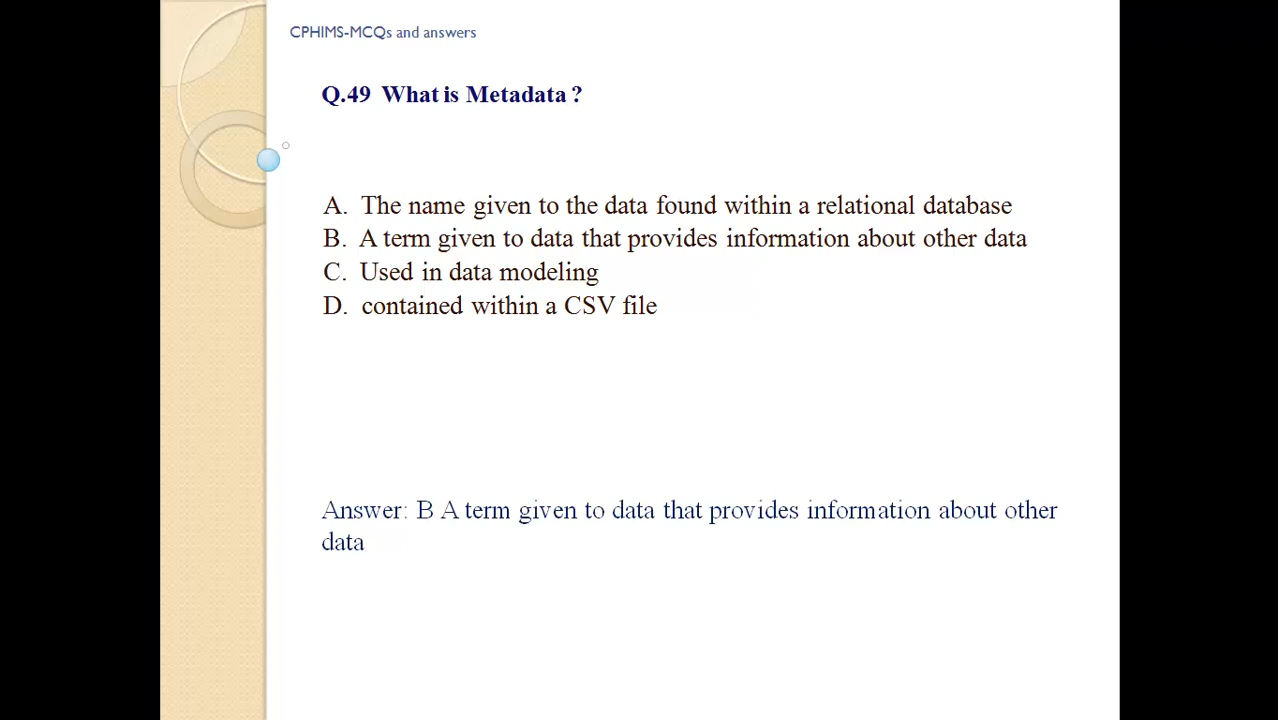 CPHIMS-MCQs and answers
Q.49 What is Metadata ?
A. The name given to the data found within a relational database
B. A term given to data that provides information about other data
C. Used in data modeling
D. contained within a CSV file
Answer: B A term given to data that provides information about other
data